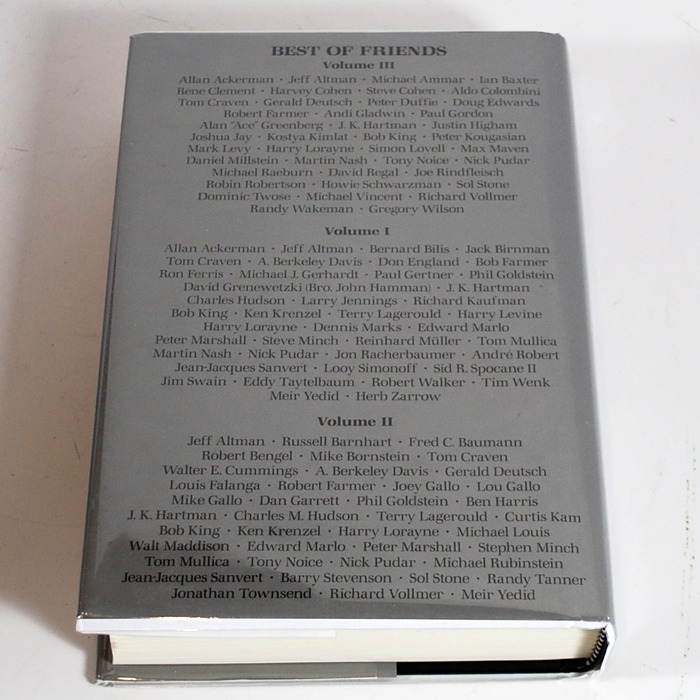 BEST OF FRIENDS
Volume III
Allan Ackerman · Jeff Altman · Michael Ammar · Ian Baxter
Rene Clement · Harvey Cohen · Steve Cohen · Aldo Colombini
Tom Craven · Gerald Deutsch · Peter Duffie · Doug Edwards
Robert Farmer · Andi Gladwin · Paul Gordon
Alan "Ace" Greenberg · J. K. Hartman · Justin Higham
Joshua Jay · Kostya Kimlat · Bob King · Peter Kougasian
Mark Levy · Harry Lorayne · Simon Lovell · Max Maven
Daniel Millstein · Martin Nash · Tony Noice · Nick Pudar
Michael Raeburn · David Regal · Joe Rindfleisch
Robin Robertson · Howie Schwarzman · Sol Stone
Dominic Twose · Michael Vincent · Richard Vollmer
Randy Wakeman · Gregory Wilson
Volume I
Allan Ackerman · Jeff Altman · Bernard Bilis · Jack Birnman
Tom Craven · A. Berkeley Davis · Don England · Bob Farmer
Ron Ferris · Michael J. Gerhardt · Paul Gertner · Phil Goldstein
David Grenewetzki (Bro. John Hamman) · J. K. Hartman
Charles Hudson · Larry Jennings · Richard Kaufman
Bob King · Ken Krenzel · Terry Lagerould · Harry Levine
Harry Lorayne · Dennis Marks · Edward Marlo
Peter Marshall · Steve Minch · Reinhard Müller · Tom Mullica
Martin Nash · Nick Pudar · Jon Racherbaumer · André Robert
Jean-Jacques Sanvert · Looy Simonoff · Sid R. Spocane II
Jim Swain · Eddy Taytelbaum · Robert Walker · Tim Wenk
Meir Yedid · Herb Zarrow
Volume II
Jeff Altman · Russell Barnhart · Fred C. Baumann
Robert Bengel · Mike Bornstein · Tom Craven
Walter E. Cummings · A. Berkeley Davis · Gerald Deutsch
Louis Falanga · Robert Farmer · Joey Gallo · Lou Gallo
Mike Gallo · Dan Garrett · Phil Goldstein · Ben Harris
J. K. Hartman · Charles M. Hudson · Terry Lagerould · Curtis Kam
Bob King · Ken Krenzel · Harry Lorayne · Michael Louis
Walt Maddison · Edward Marlo · Peter Marshall · Stephen Minch
Tom Mullica · Tony Noice · Nick Pudar · Michael Rubinstein
Jean-Jacques Sanvert · Barry Stevenson · Sol Stone · Randy Tanner
Jonathan Townsend · Richard Vollmer · Meir Yedid